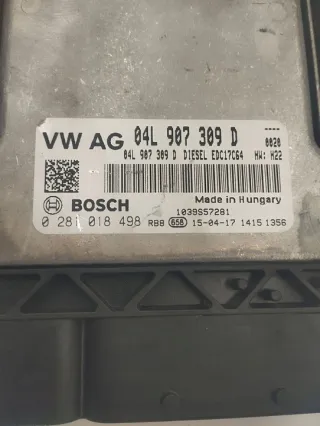 VW AG 04L 907 309 D ----
0020
04L 907 309 D DIESEL EDC17C64 HW: H22
BOSCH Made in Hungary
1039S57281
0 281 018 498 RB8 658 15-04-17 1415 1356